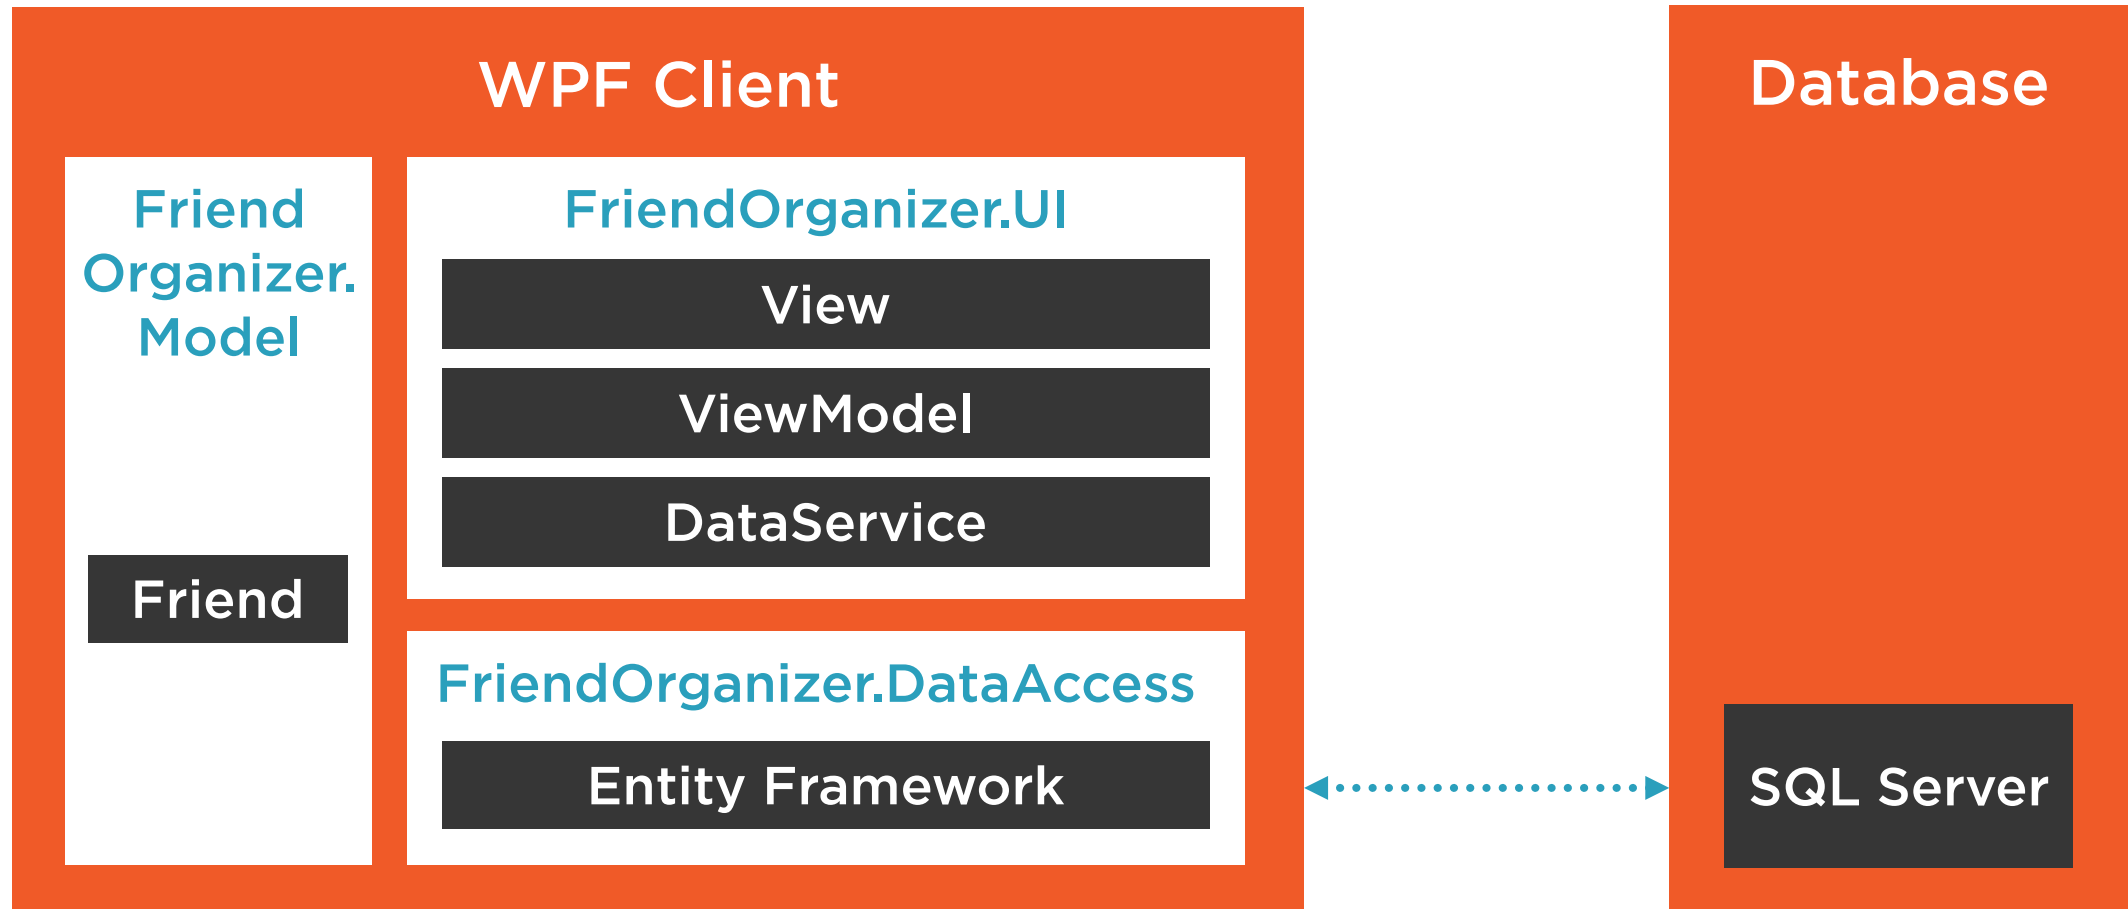 WPF Client
Friend
Organizer.
Model
Friend
FriendOrganizer.UI
View
ViewModel
DataService
FriendOrganizer.DataAccess
Entity Framework
Database
SQL Server